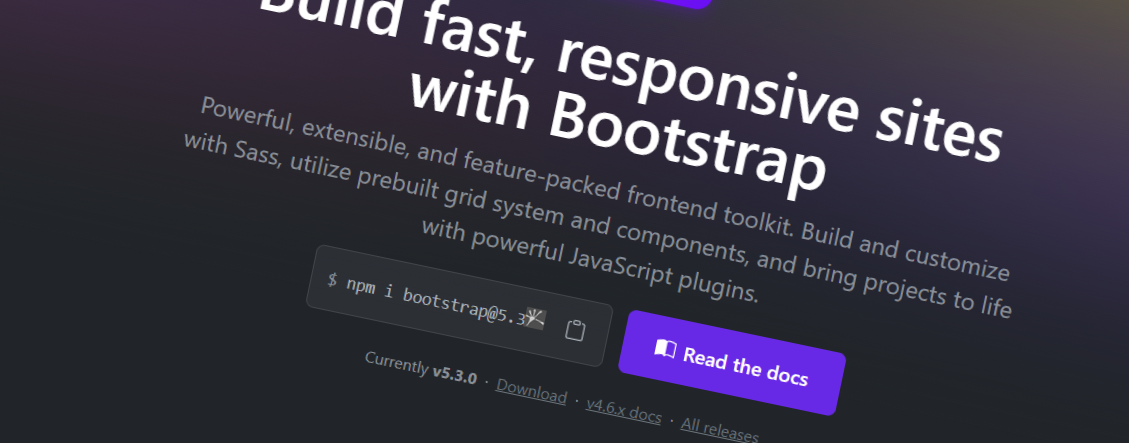 Build fast, responsive sites
with Bootstrap
Powerful, extensible, and feature-packed frontend toolkit. Build and customize
with Sass, utilize prebuilt grid system and components, and bring projects to life
with powerful JavaScript plugins.
$ npm i bootstrap@5.3
Read the docs
Currently v5.3.0 · Download · v4.6.x docs · All releases